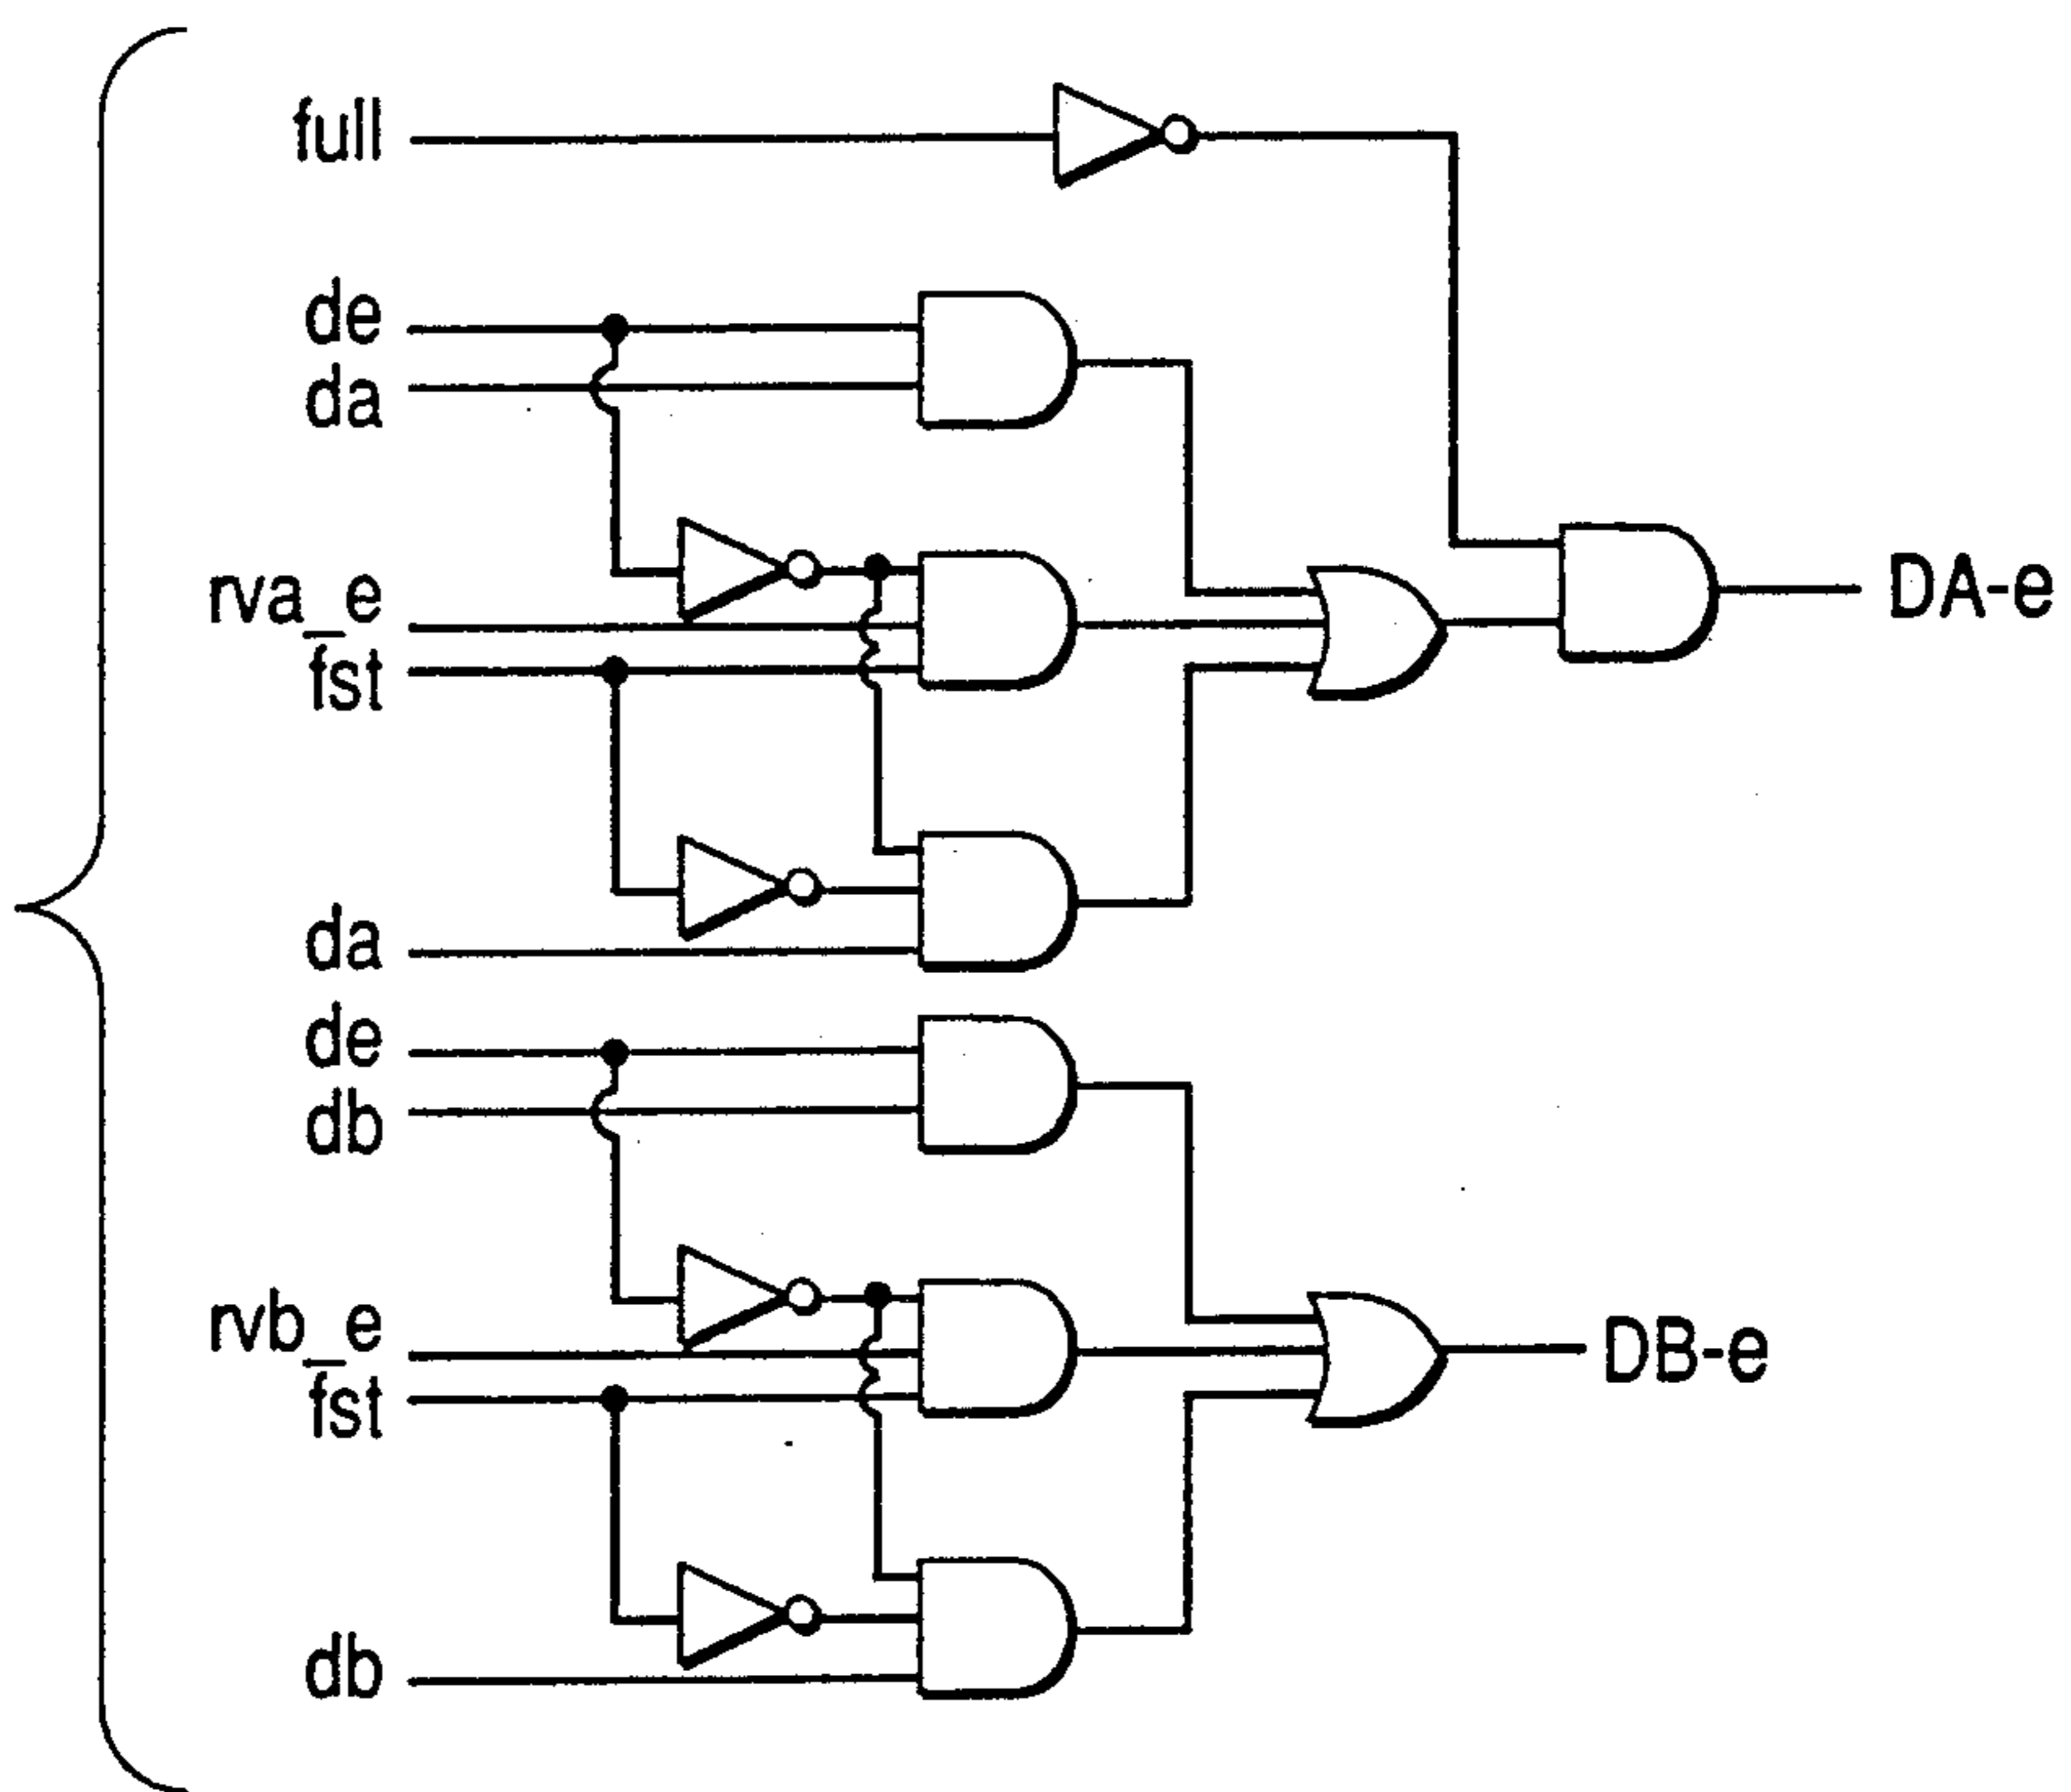 full
de
da
rva_e
fst
DA-e
da
de
db
rvb_e
fst
DB-e
db